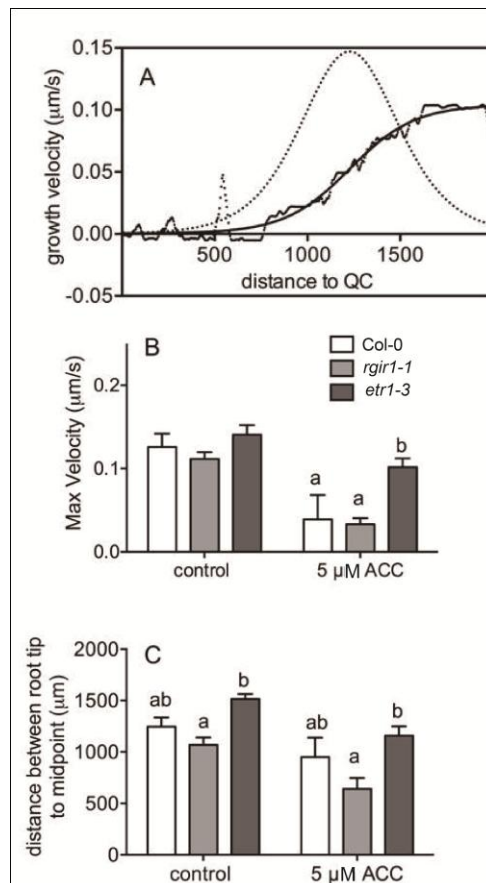 A
growth velocity (µm/s)
0.15
0.10
0.05
0.00
-0.05
500
1000
1500
distance to QC
B
Col-0
rgir1-1
etr1-3
Max Velocity (µm/s)
0.2
0.1
0.0
a
a
b
control
5 µM ACC
C
distance between root tip
to midpoint (µm)
2000
1500
1000
500
0
ab
a
b
ab
a
b
control
5 µM ACC